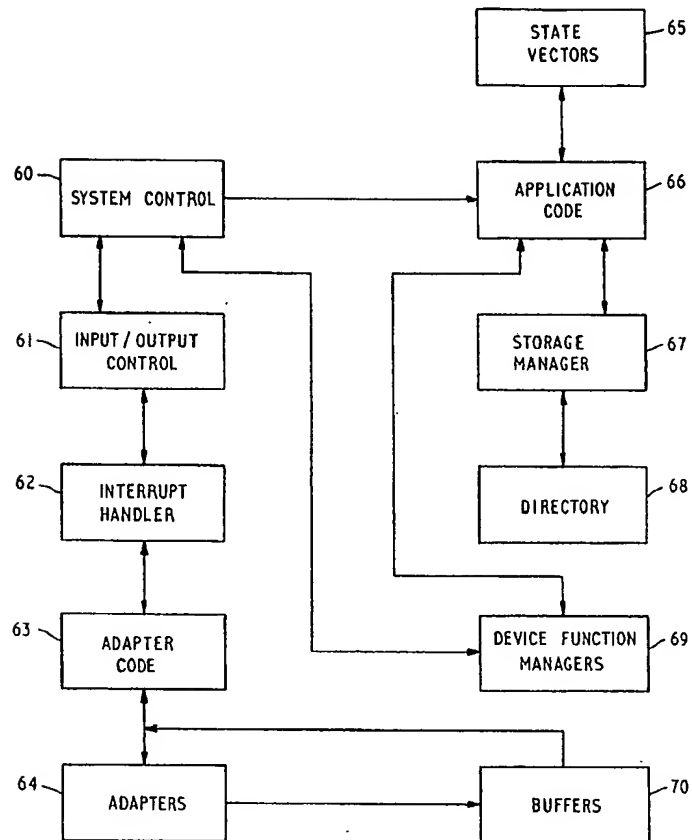 65
STATE
VECTORS
60
SYSTEM CONTROL
66
APPLICATION
CODE
61
INPUT / OUTPUT
CONTROL
67
STORAGE
MANAGER
62
INTERRUPT
HANDLER
68
DIRECTORY
63
ADAPTER
CODE
69
DEVICE FUNCTION
MANAGERS
64
ADAPTERS
70
BUFFERS